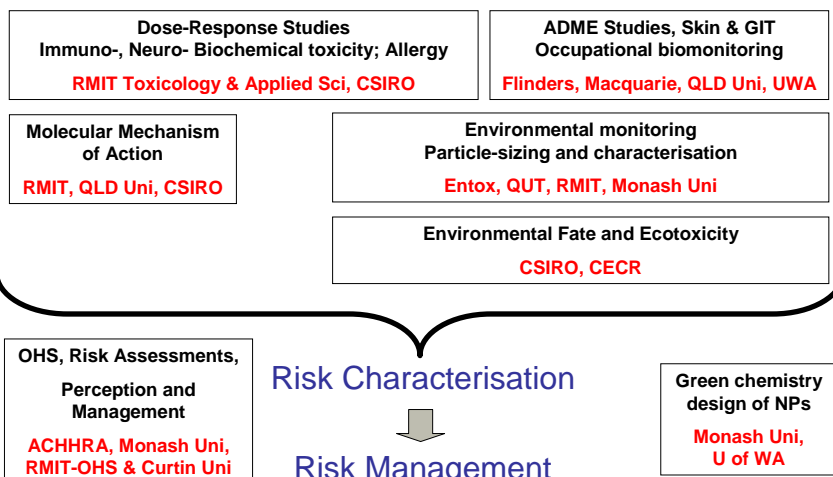 Dose-Response Studies
Immuno-, Neuro- Biochemical toxicity; Allergy
RMIT Toxicology & Applied Sci, CSIRO
ADME Studies, Skin & GIT
Occupational biomonitoring
Flinders, Macquarie, QLD Uni, UWA
Molecular Mechanism
of Action
RMIT, QLD Uni, CSIRO
Environmental monitoring
Particle-sizing and characterisation
Entox, QUT, RMIT, Monash Uni
Environmental Fate and Ecotoxicity
CSIRO, CECR
OHS, Risk Assessments,
Perception and
Management
ACHHRA, Monash Uni,
RMIT-OHS & Curtin Uni
Risk Characterisation
Risk Management
Green chemistry
design of NPs
Monash Uni,
U of WA